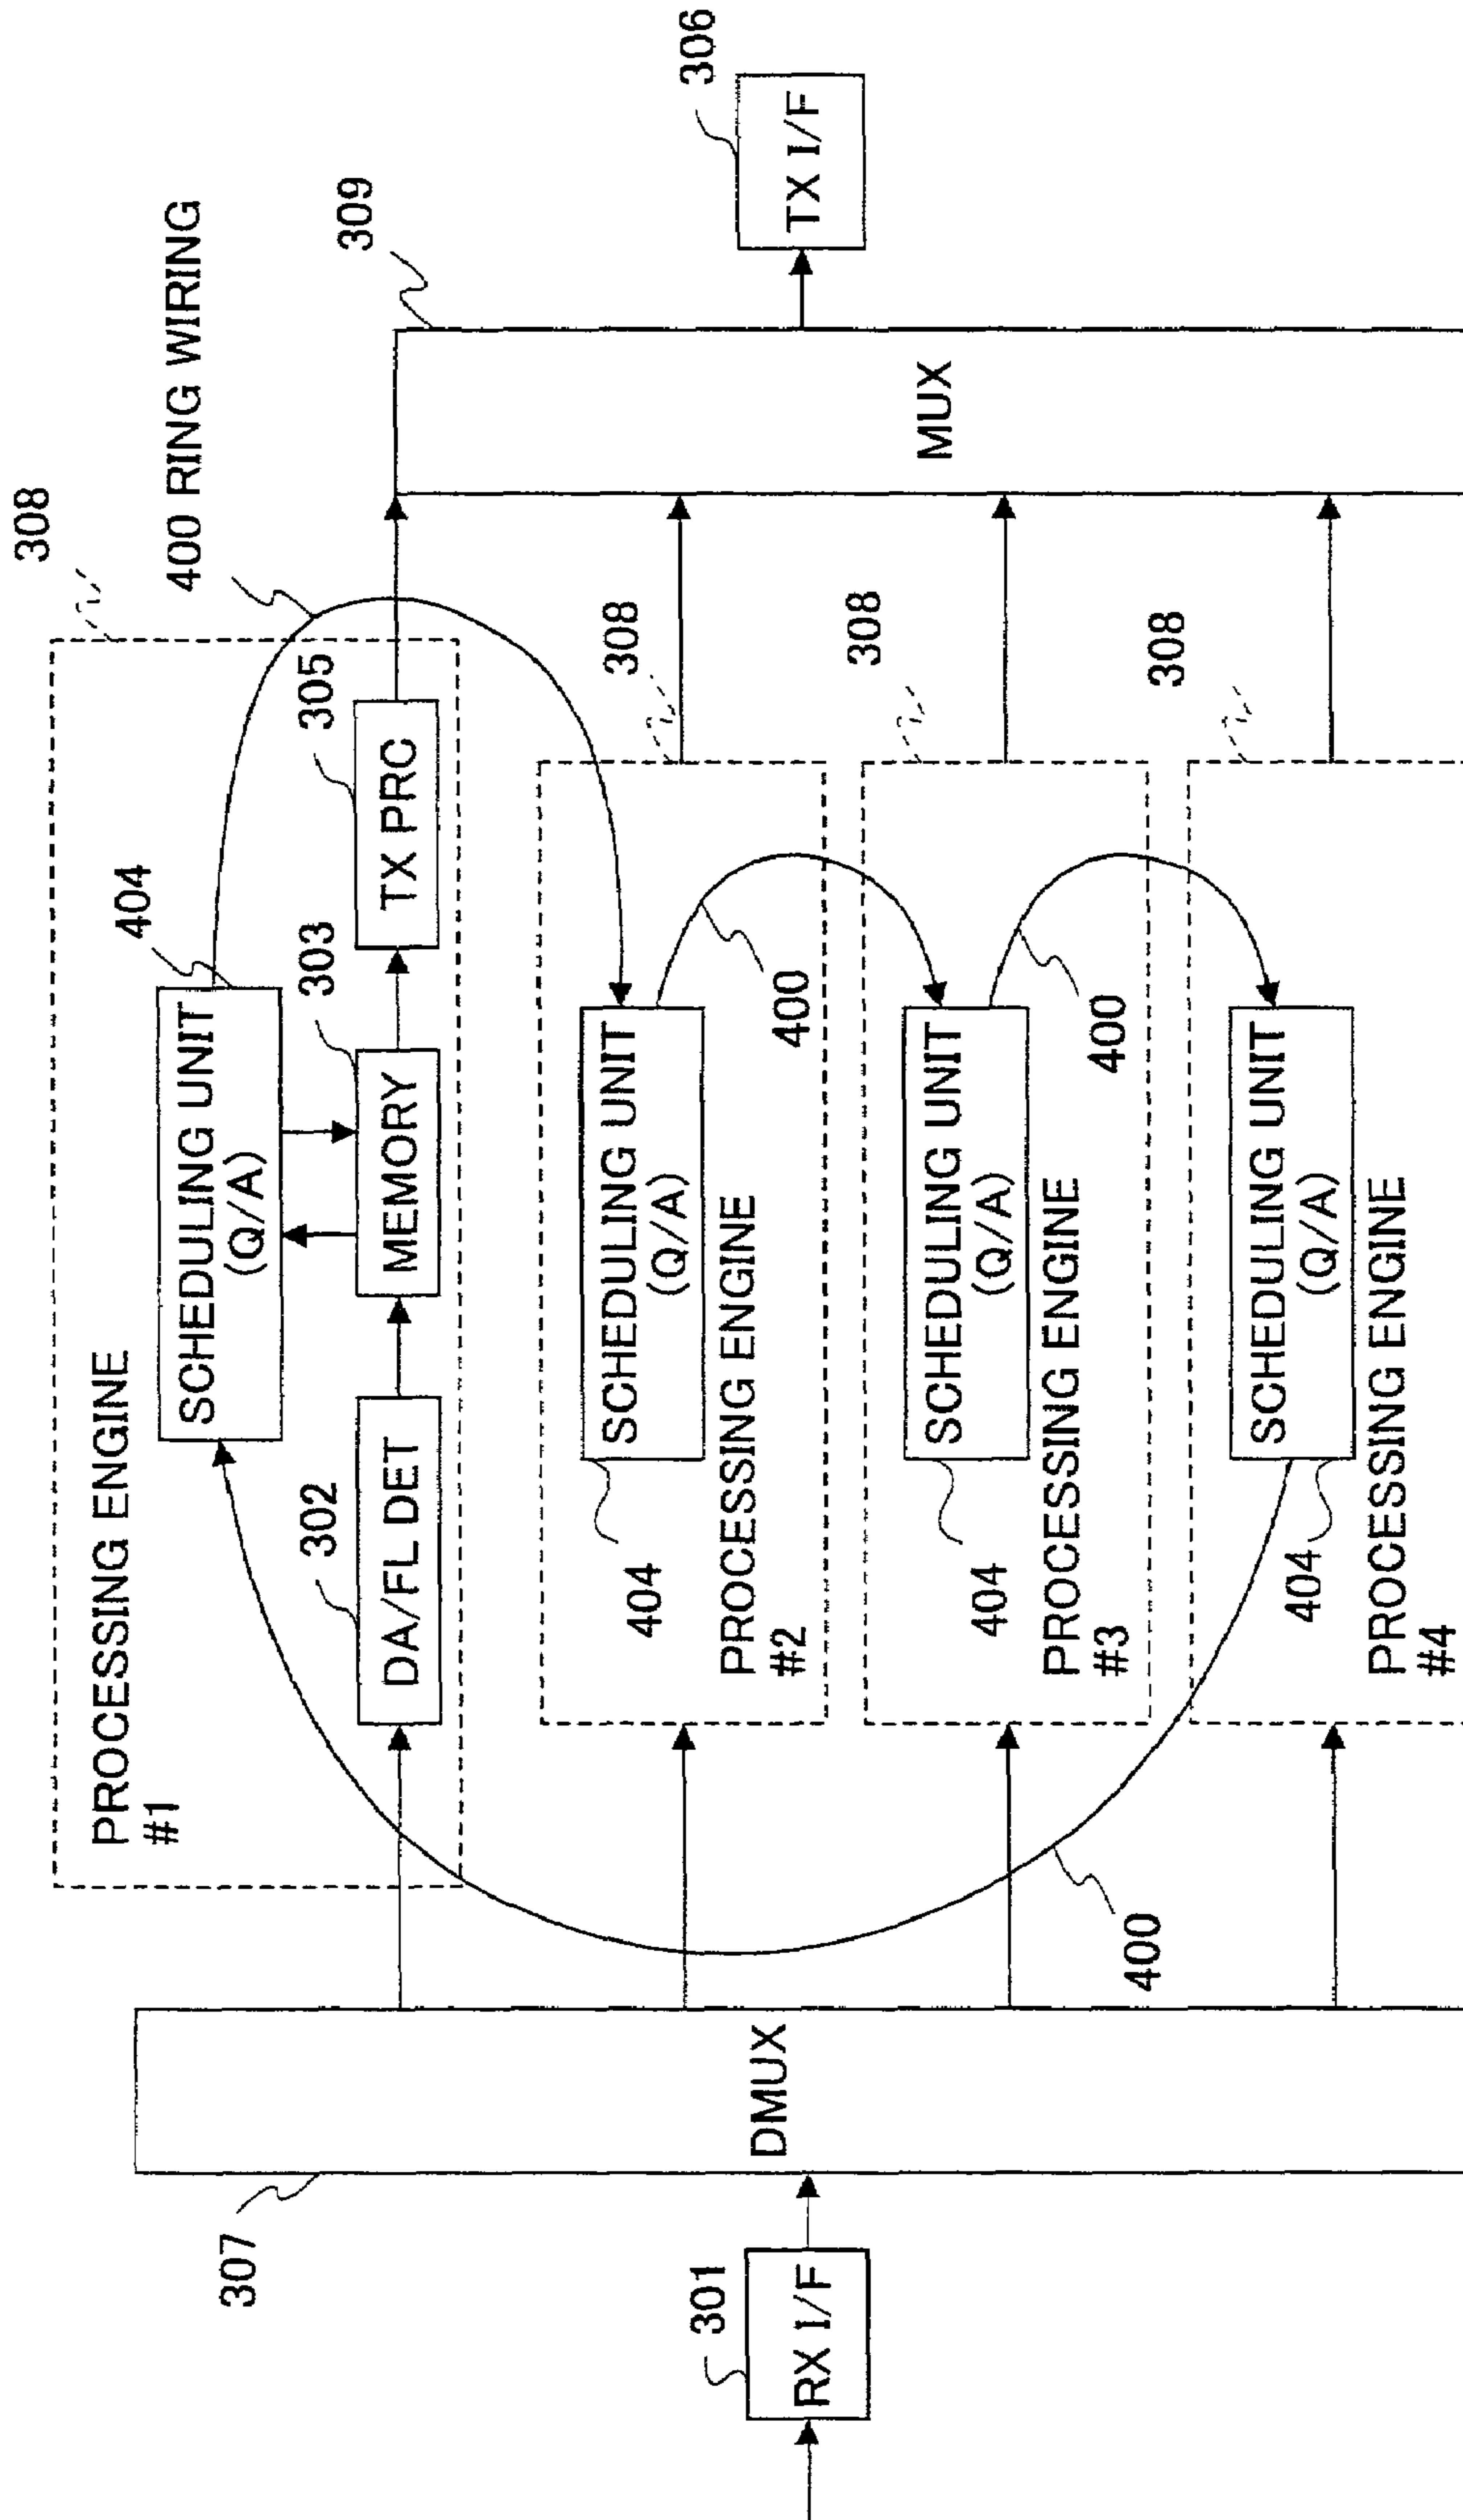 308
400 RING WIRING
309
306
PROCESSING ENGINE
#1
404
SCHEDULING UNIT
(Q/A)
302
303
305
DA/FL DET
MEMORY
TX PRC
307
301
RX I/F
DMUX
MUX
TX I/F
308
SCHEDULING UNIT
(Q/A)
404
400
PROCESSING ENGINE
#2
308
SCHEDULING UNIT
(Q/A)
404
400
PROCESSING ENGINE
#3
308
SCHEDULING UNIT
(Q/A)
400
404
PROCESSING ENGINE
#4